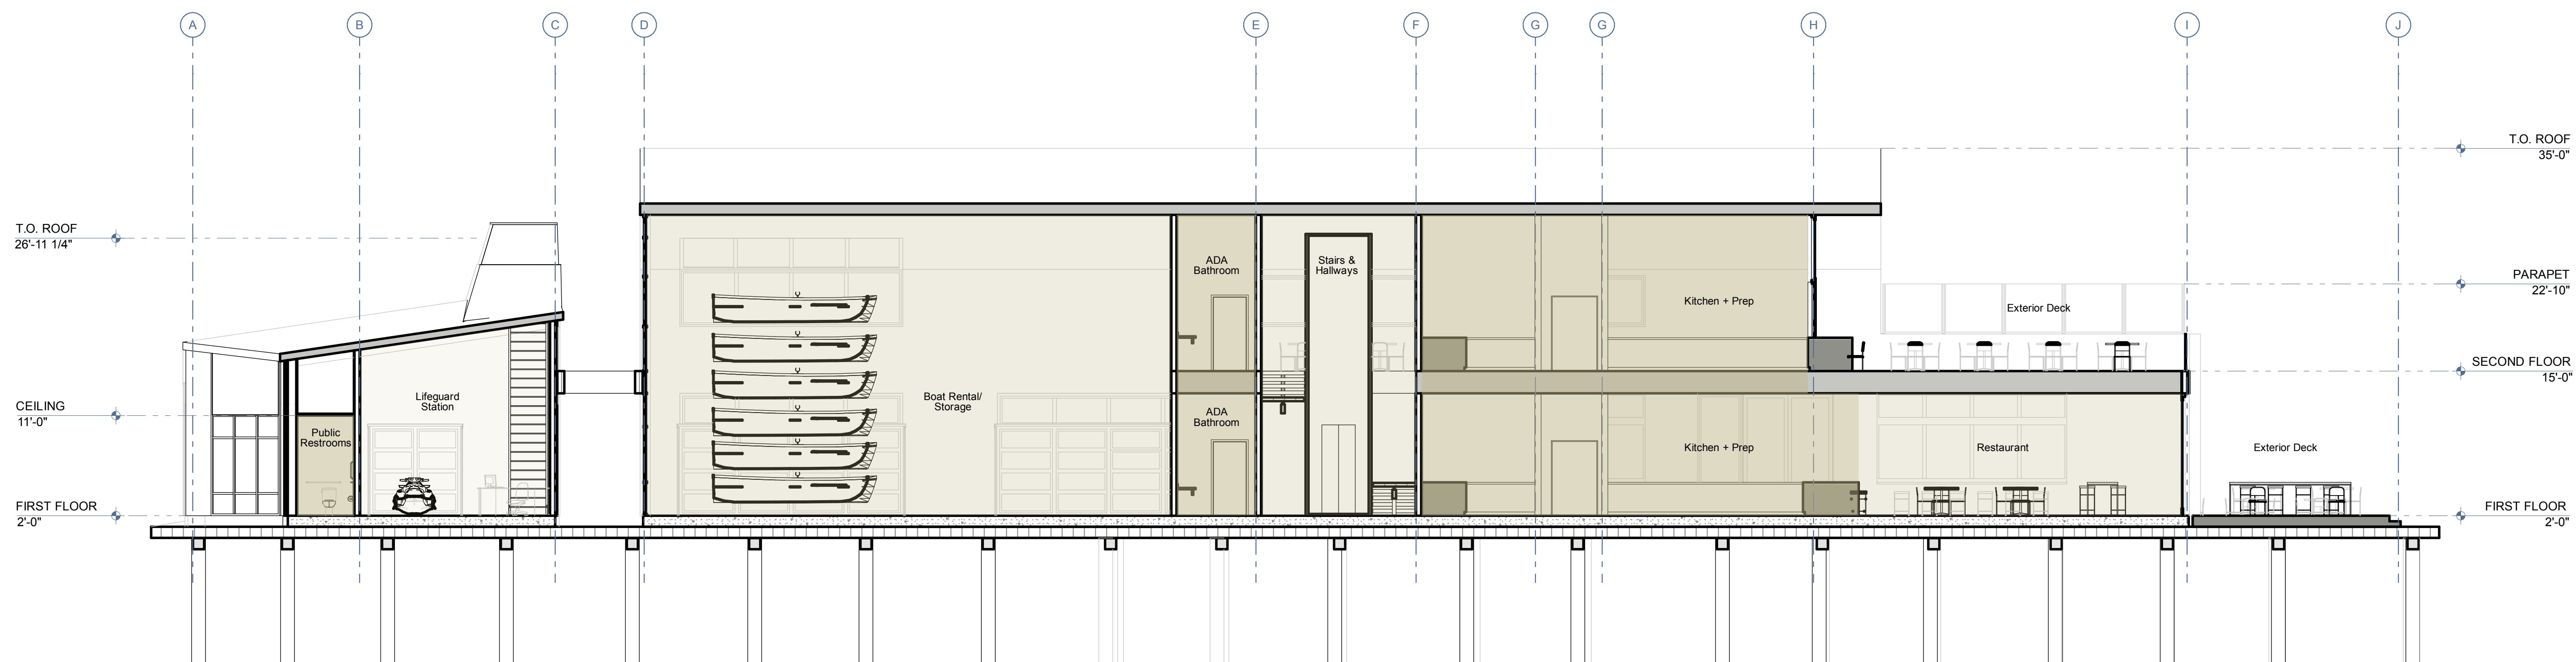 A B C D E F G G H I J
T.O. ROOF
35'-0"
T.O. ROOF
26'-11 1/4"
ADA
Bathroom
Stairs &
Hallways
PARAPET
22'-10"
Kitchen + Prep
Exterior Deck
SECOND FLOOR
15'-0"
Lifeguard
Station
Boat Rental/
Storage
CEILING
11'-0"
ADA
Bathroom
Public
Restrooms
Kitchen + Prep
Restaurant
Exterior Deck
FIRST FLOOR
2'-0"
FIRST FLOOR
2'-0"